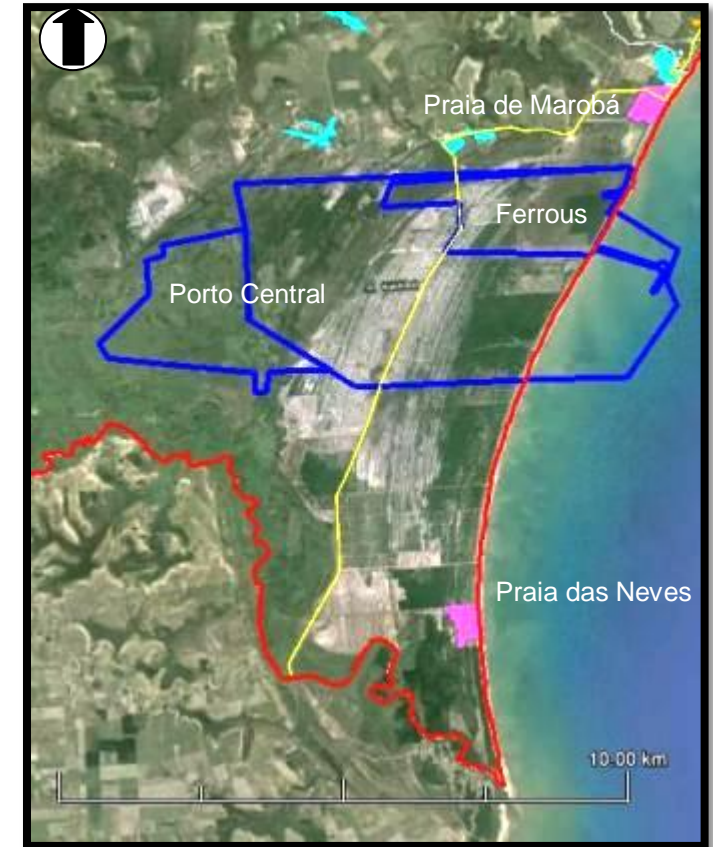 Praia de Marobá
Ferrous
Porto Central
Praia das Neves
10.00 km